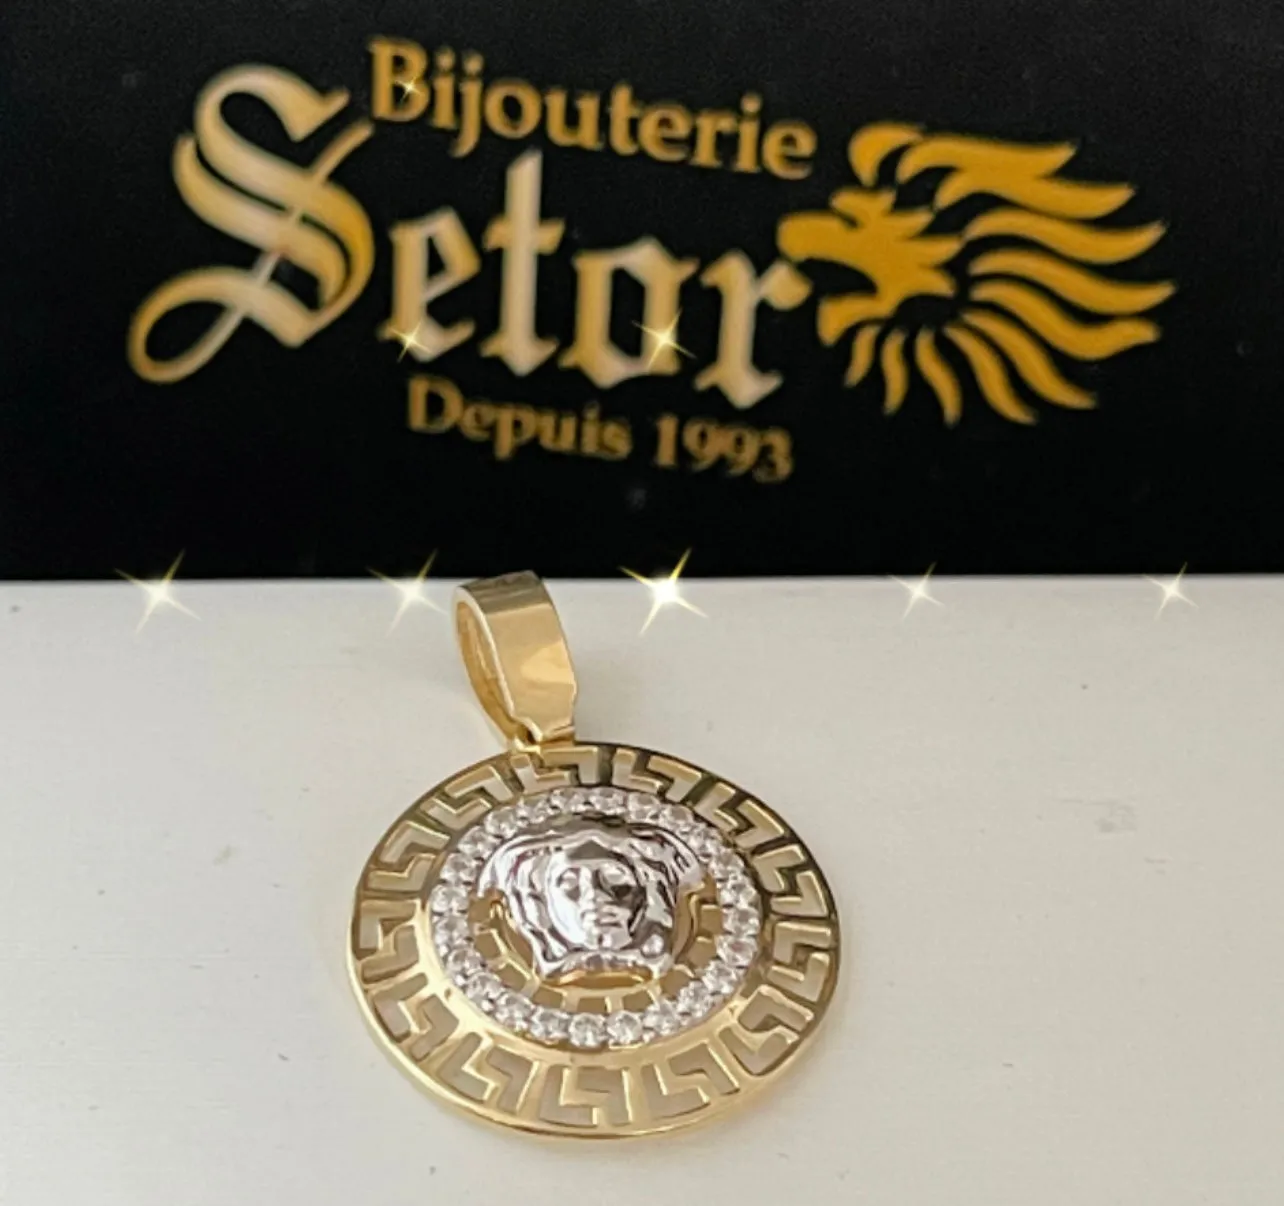 Bijouterie
Setor
Depuis 1993